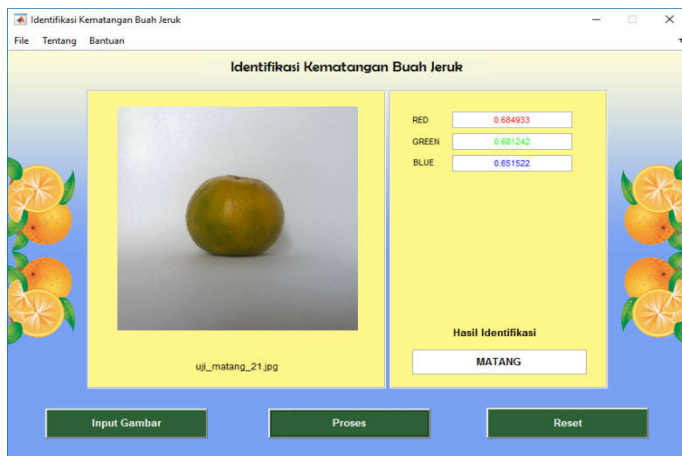 Identifikasi Kematangan Buah Jeruk
File Tentang Bantuan
Identifikasi Kematangan Buah Jeruk
RED 0.684933
GREEN 0.681242
BLUE 0.651522
uji_matang_21.jpg
Hasil Identifikasi
MATANG
Input Gambar Proses Reset